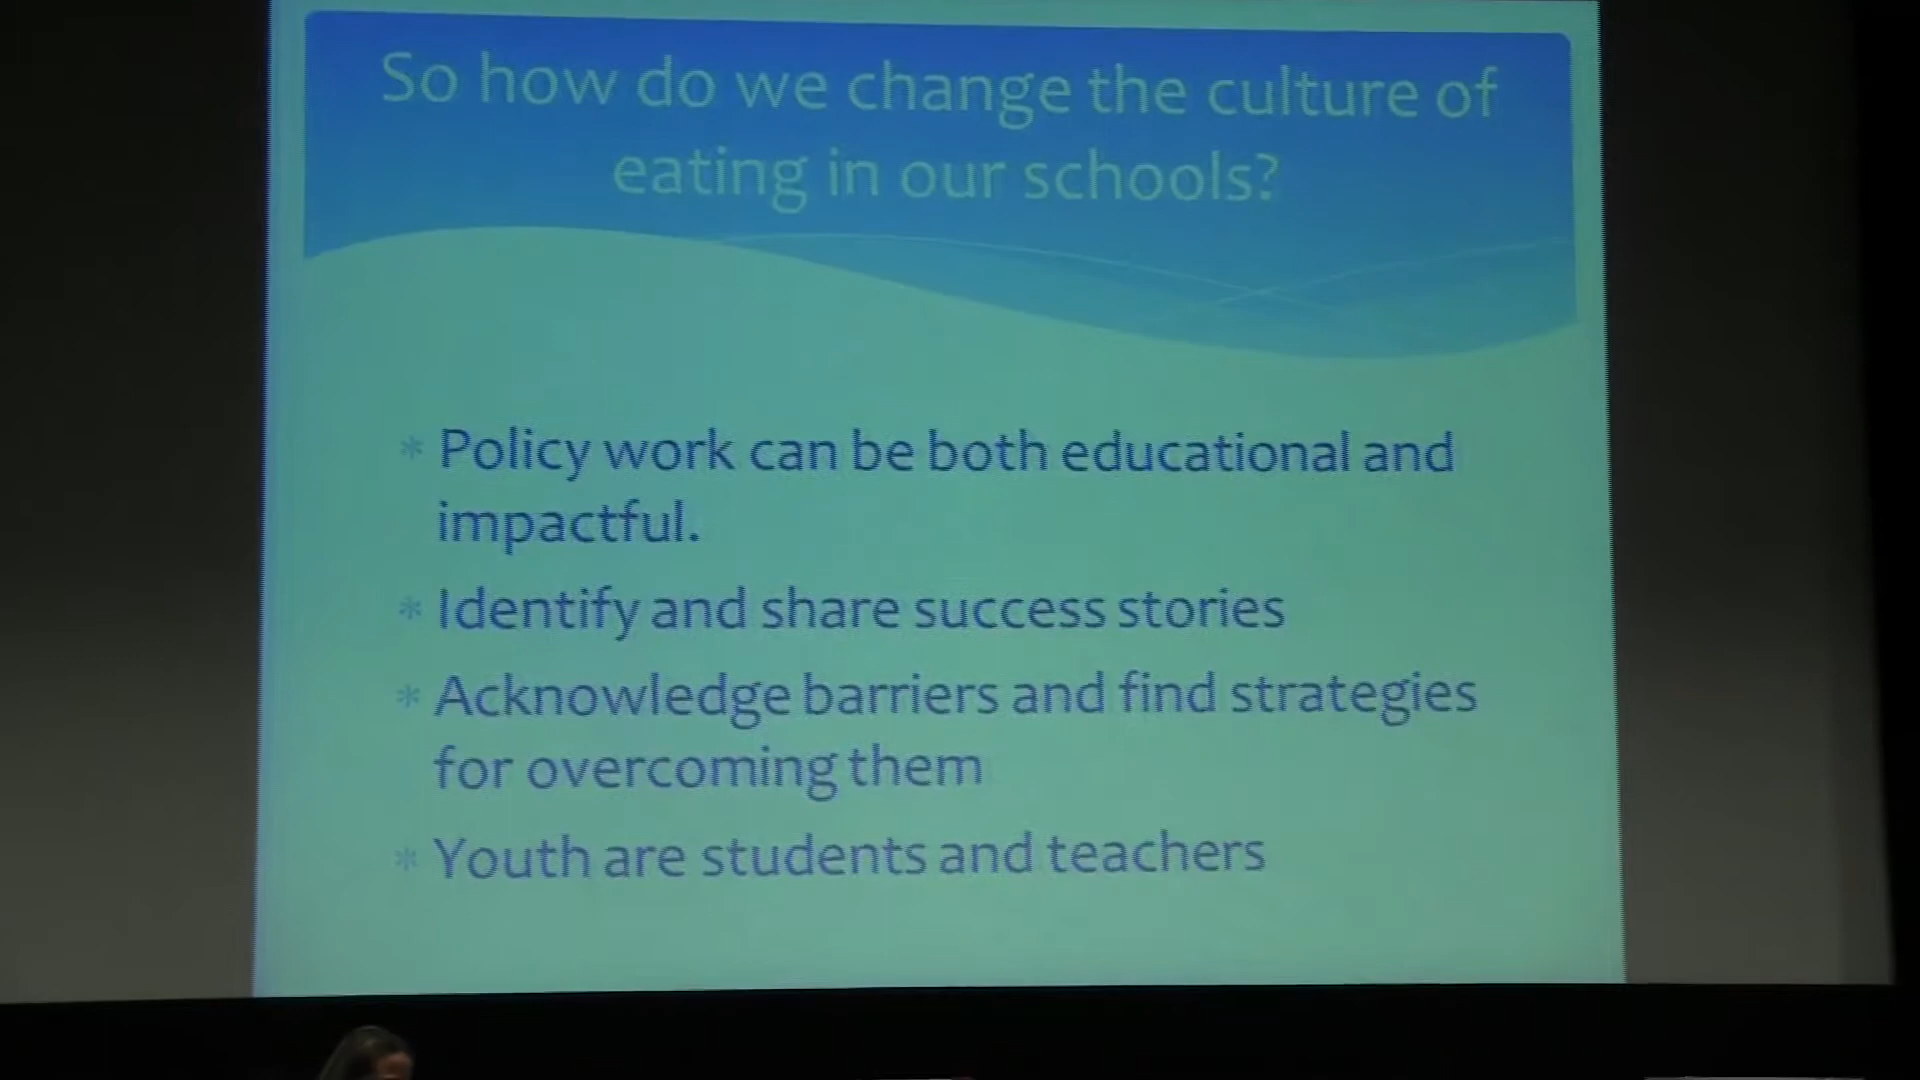 So how do we change the culture of
eating in our schools?
* Policy work can be both educational and
impactful.
* Identify and share success stories
* Acknowledge barriers and find strategies
for overcoming them
* Youth are students and teachers